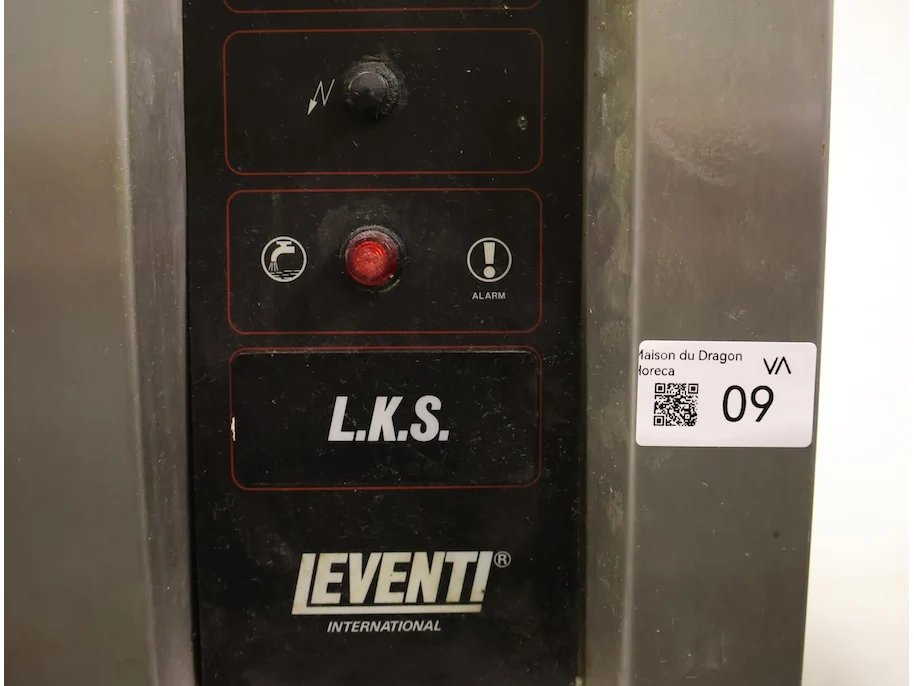 ALARM
Maison du Dragon
Horeca
VA
09
L.K.S.
LEVENTI®
INTERNATIONAL